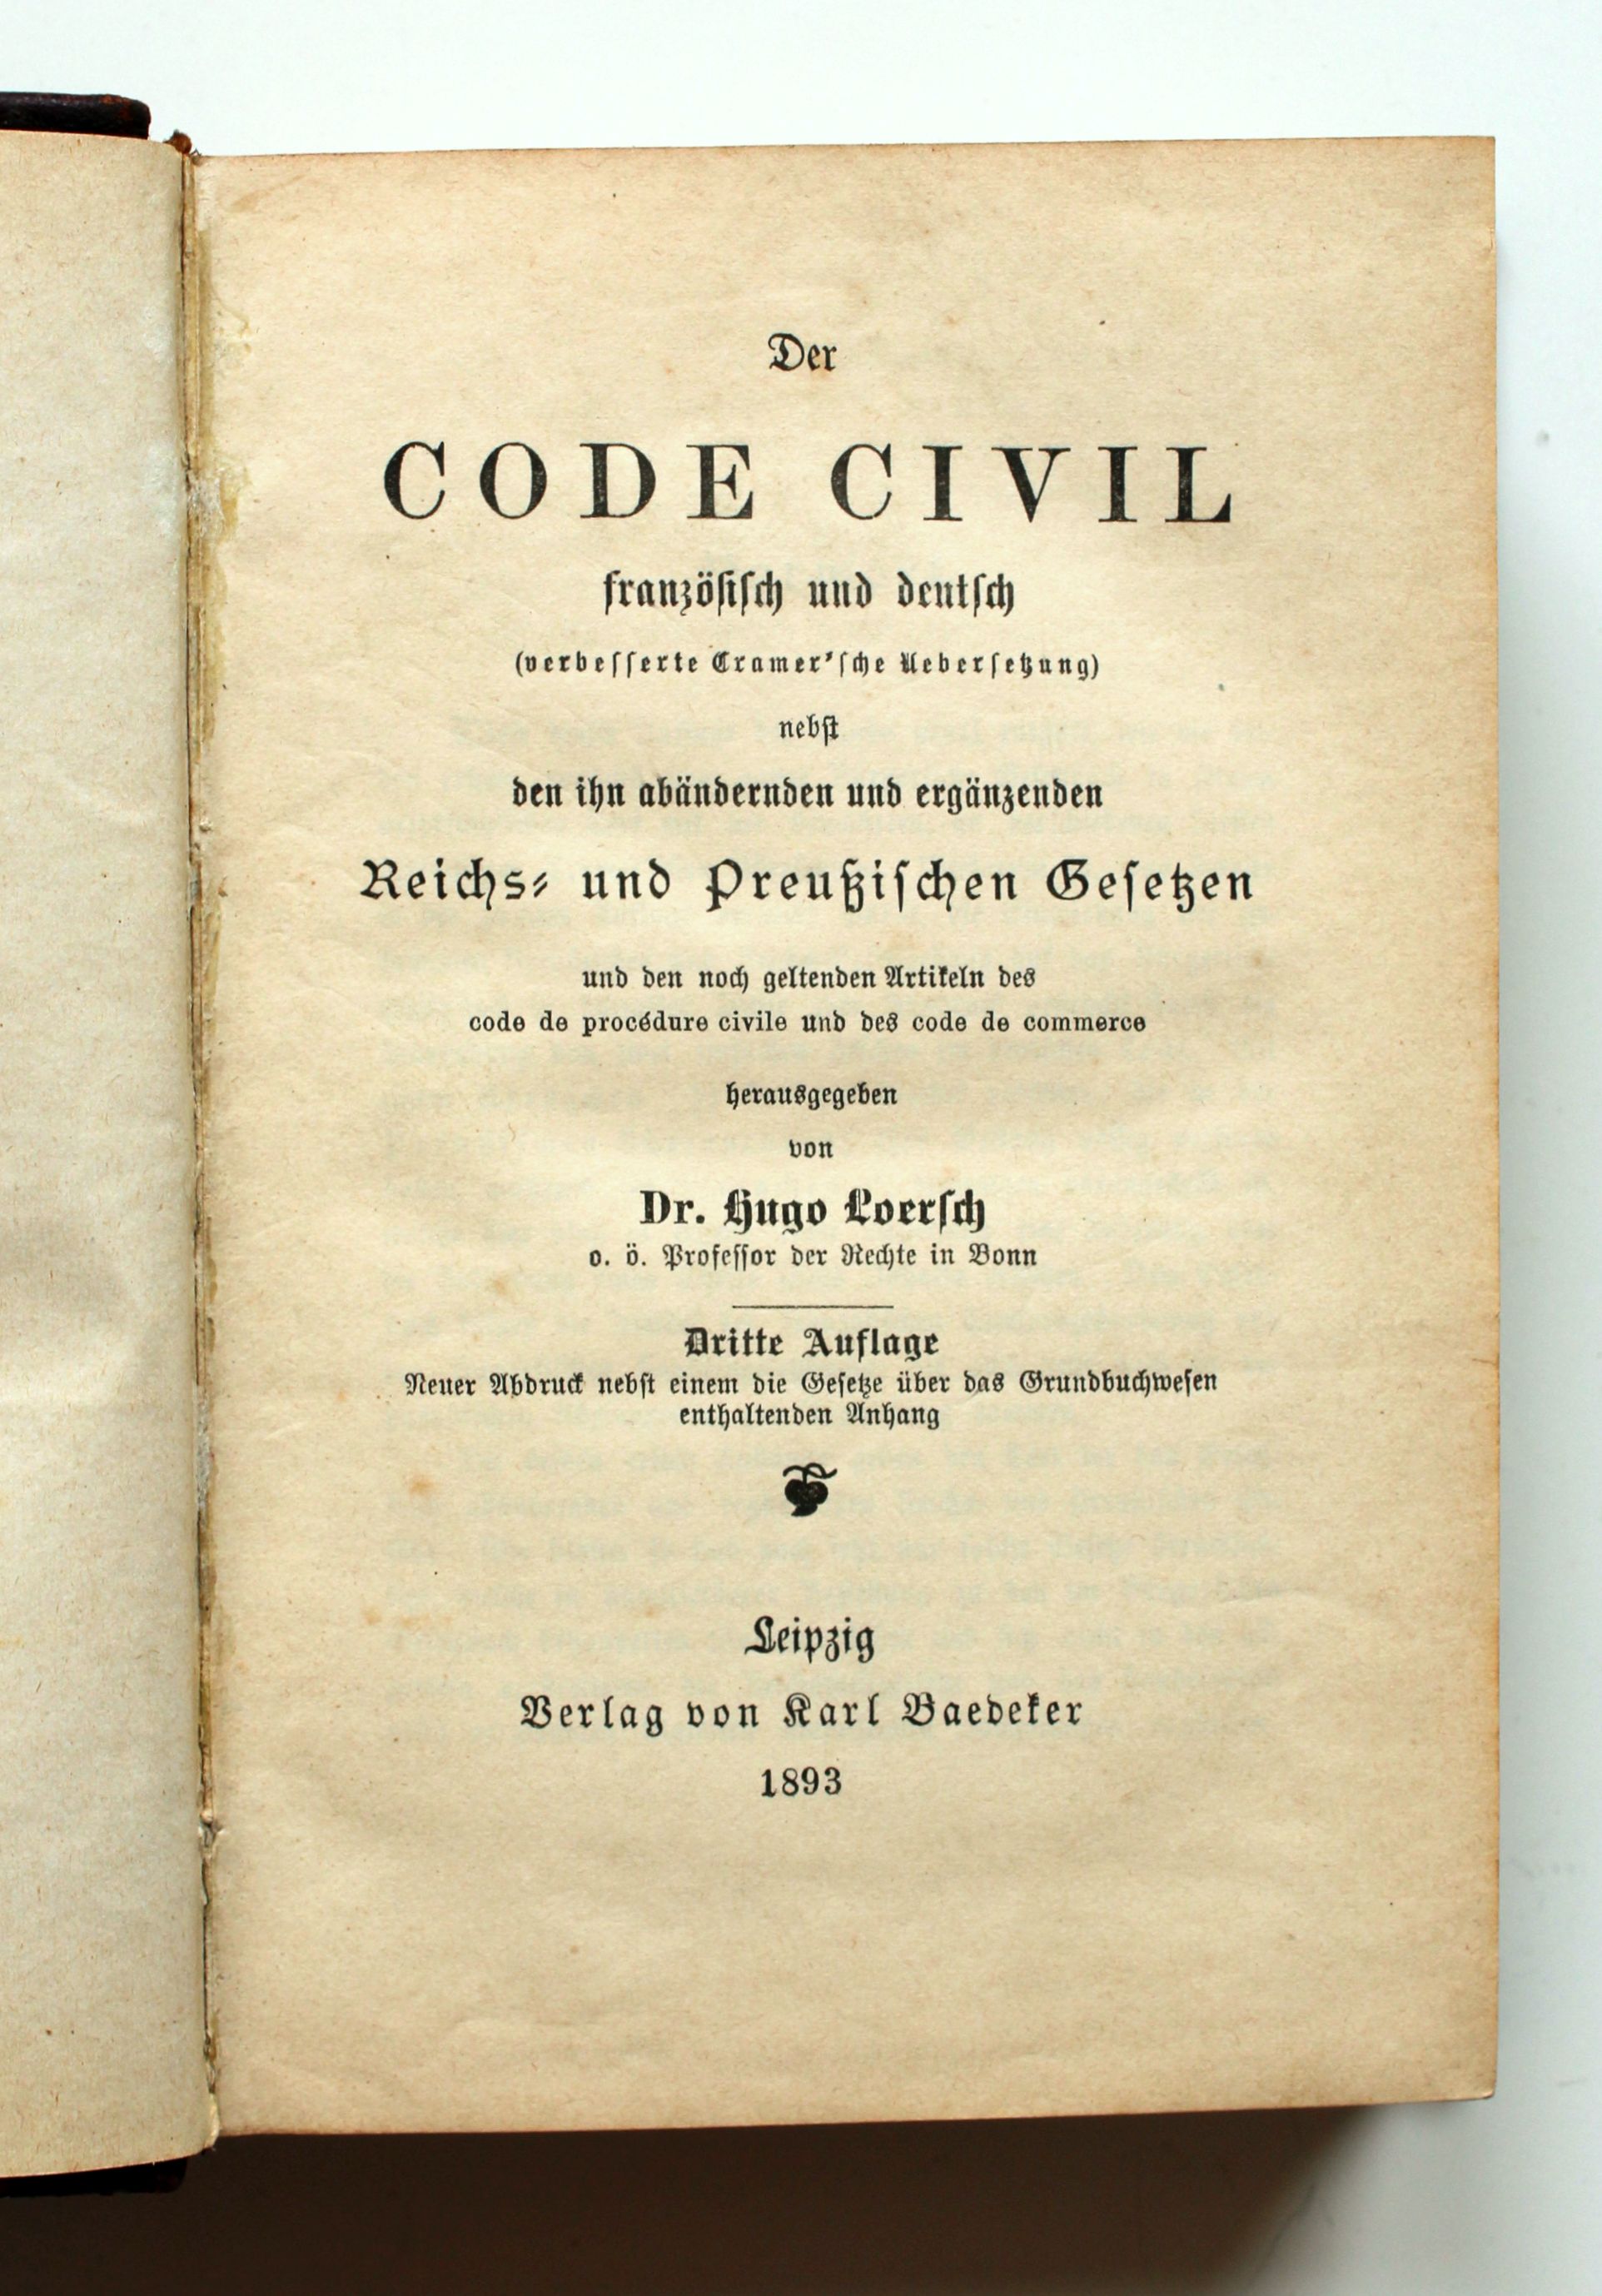 Der
CODE CIVIL
französisch und deutsch
(verbesserte Cramer'sche Uebersetzung)
nebst
den ihn abändernden und ergänzenden
Reichs- und Preußischen Gesetzen
und den noch geltenden Artikeln des
code de procédure civile und des code de commerce
herausgegeben
von
Dr. Hugo Loersch
o. ö. Professor der Rechte in Bonn
Dritte Auflage
Neuer Abdruck nebst einem die Gesetze über das Grundbuchwesen
enthaltenden Anhang
Leipzig
Verlag von Karl Baedeker
1893